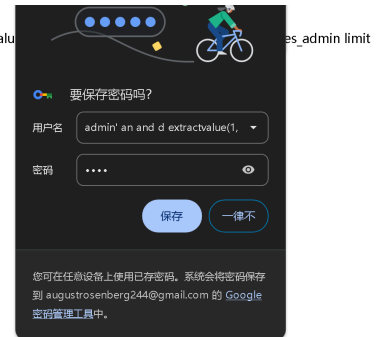 alu
es_admin limit
要保存密码吗?
用户名
admin' an and d extractvalue(1,
密码
••••
保存
一律不
您可在任意设备上使用已存密码。系统会将密码保存
到 augustrosenberg244@gmail.com 的 Google
密码管理工具中。